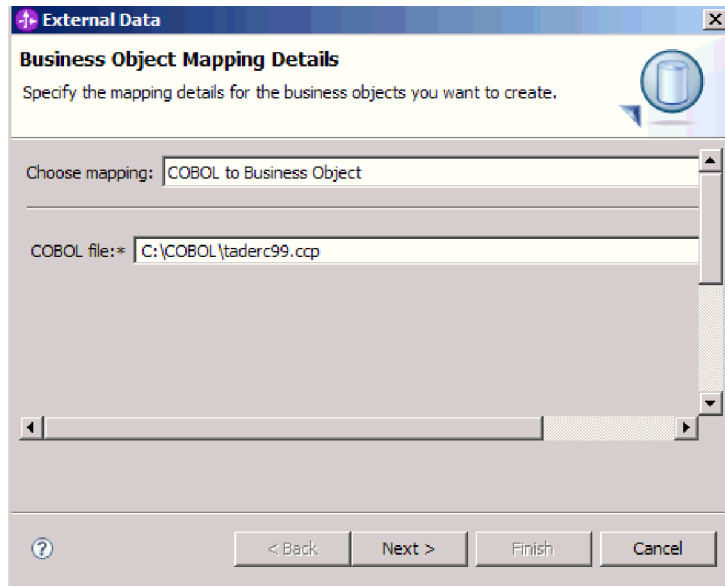 External Data
Business Object Mapping Details
Specify the mapping details for the business objects you want to create.
Choose mapping: COBOL to Business Object
COBOL file:* C:\COBOL\taderc99.ccp
? < Back Next > Finish Cancel